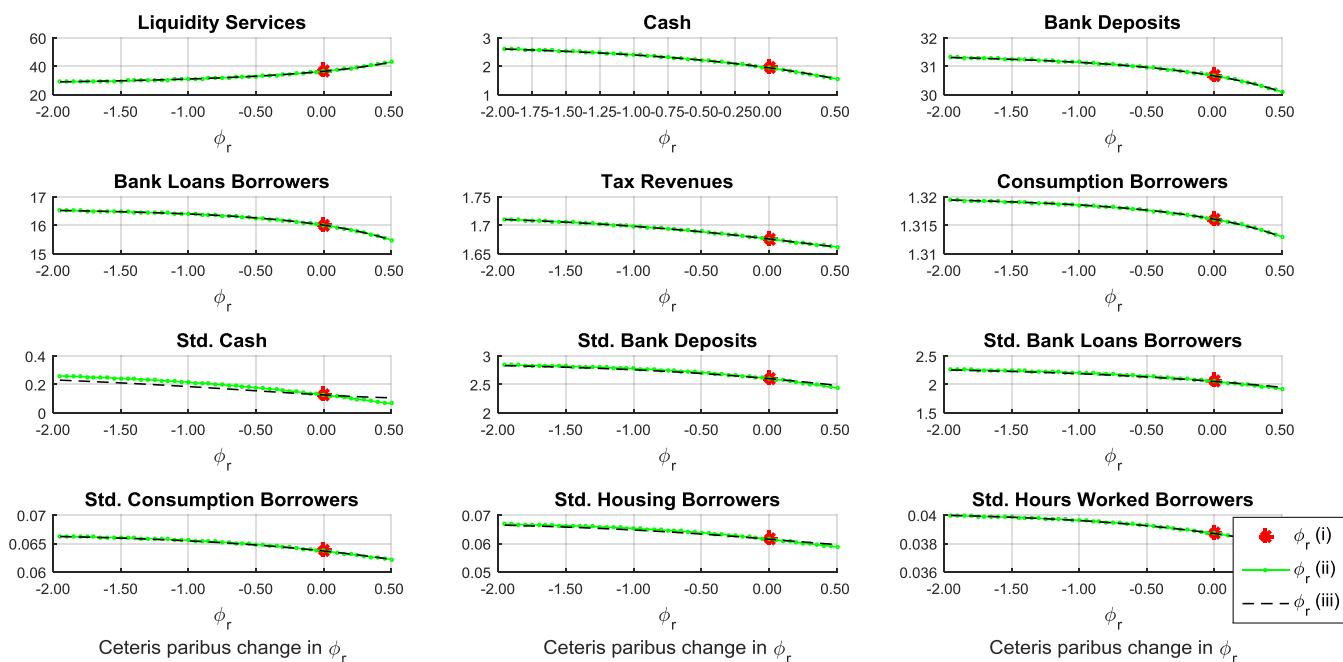 Liquidity Services
60
40
20
-2.00 -1.50 -1.00 -0.50 0.00 0.50
ϕr
Cash
3
2
1
-2.00 -1.75 -1.50 -1.25 -1.00 -0.75 -0.50 -0.25 0.00 0.25 0.50
ϕr
Bank Deposits
32
31
30
-2.00 -1.50 -1.00 -0.50 0.00 0.50
ϕr
Bank Loans Borrowers
17
16
15
-2.00 -1.50 -1.00 -0.50 0.00 0.50
ϕr
Tax Revenues
1.75
1.7
1.65
-2.00 -1.50 -1.00 -0.50 0.00 0.50
ϕr
Consumption Borrowers
1.320
1.315
1.31
-2.00 -1.50 -1.00 -0.50 0.00 0.50
ϕr
Std. Cash
0.4
0.2
0
-2.00 -1.50 -1.00 -0.50 0.00 0.50
ϕr
Std. Bank Deposits
3
2.5
2
-2.00 -1.50 -1.00 -0.50 0.00 0.50
ϕr
Std. Bank Loans Borrowers
2.5
2
1.5
-2.00 -1.50 -1.00 -0.50 0.00 0.50
ϕr
Std. Consumption Borrowers
0.07
0.065
0.06
-2.00 -1.50 -1.00 -0.50 0.00 0.50
ϕr
Ceteris paribus change in ϕr
Std. Housing Borrowers
0.07
0.06
0.05
-2.00 -1.50 -1.00 -0.50 0.00 0.50
ϕr
Ceteris paribus change in ϕr
Std. Hours Worked Borrowers
0.04
0.038
0.036
-2.00 -1.50 -1.00 -0.50 0.00
ϕr
Ceteris paribus change in ϕr
ϕr (i)
ϕr (ii)
ϕr (iii)